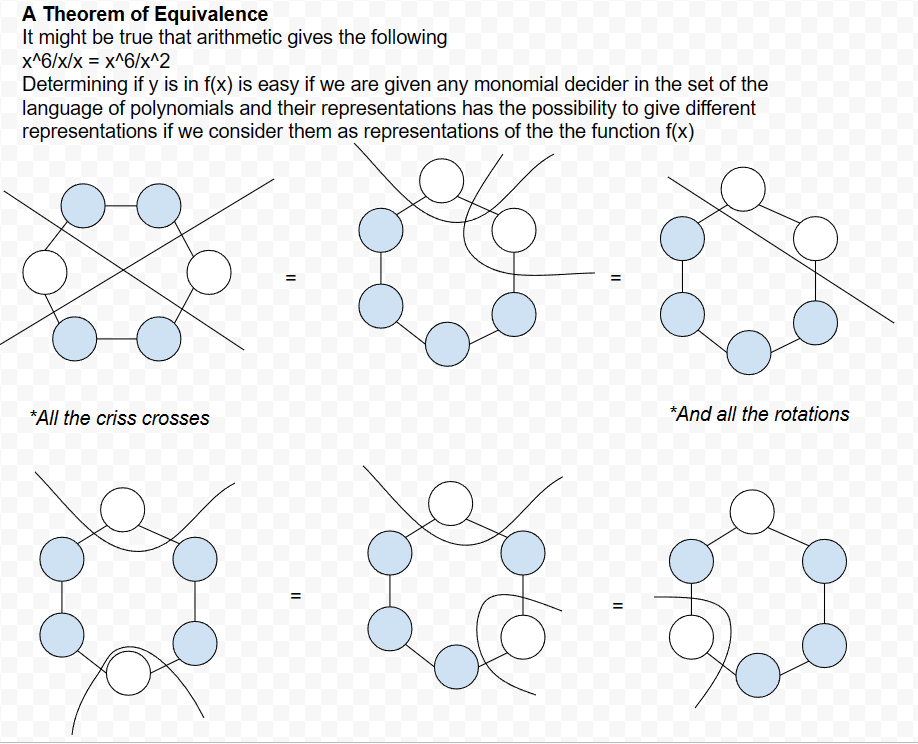 A Theorem of Equivalence
It might be true that arithmetic gives the following
x^6/x/x = x^6/x^2
Determining if y is in f(x) is easy if we are given any monomial decider in the set of the
language of polynomials and their representations has the possibility to give different
representations if we consider them as representations of the the function f(x)
= =
*All the criss crosses
*And all the rotations
= =